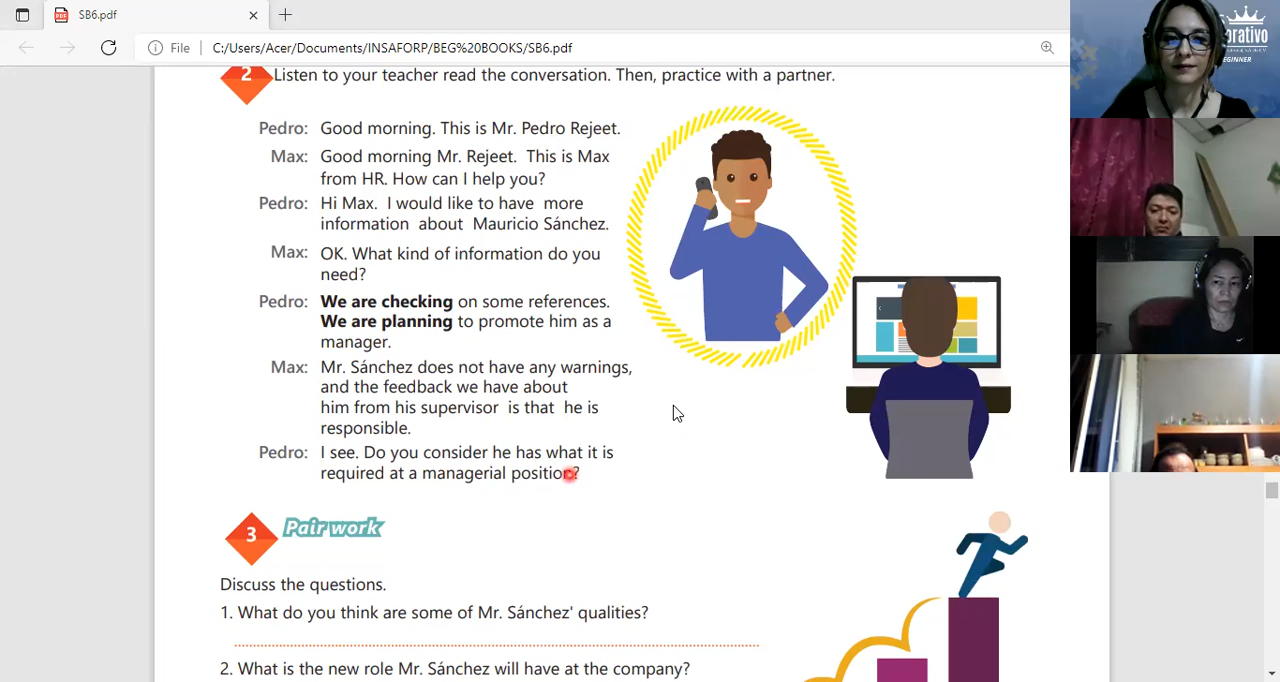 SB6.pdf
File
C:/Users/Acer/Documents/INSAFORP/BEG%20BOOKS/SB6.pdf
orativo
EGINNER
2
Listen to your teacher read the conversation. Then, practice with a partner.
Pedro: Good morning. This is Mr. Pedro Rejeet.
Max: Good morning Mr. Rejeet. This is Max
from HR. How can I help you?
Pedro: Hi Max. I would like to have more
information about Mauricio Sánchez.
Max: OK. What kind of information do you
need?
Pedro: We are checking on some references.
We are planning to promote him as a
manager.
Max: Mr. Sánchez does not have any warnings,
and the feedback we have about
him from his supervisor is that he is
responsible.
Pedro: I see. Do you consider he has what it is
required at a managerial position?
3
Pair work
Discuss the questions.
1. What do you think are some of Mr. Sánchez' qualities?
2. What is the new role Mr. Sánchez will have at the company?